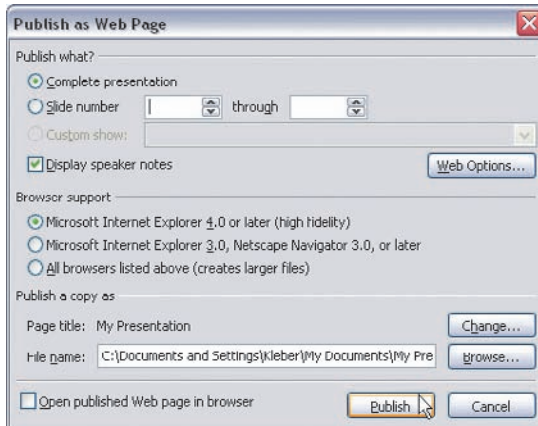 Publish as Web Page
Publish what?
Complete presentation
Slide number through
Custom show:
Display speaker notes
Web Options...
Browser support
Microsoft Internet Explorer 4.0 or later (high fidelity)
Microsoft Internet Explorer 3.0, Netscape Navigator 3.0, or later
All browsers listed above (creates larger files)
Publish a copy as
Page title: My Presentation Change...
File name: C:\Documents and Settings\Kleber\My Documents\My Pre Browse...
Open published Web page in browser Publish Cancel